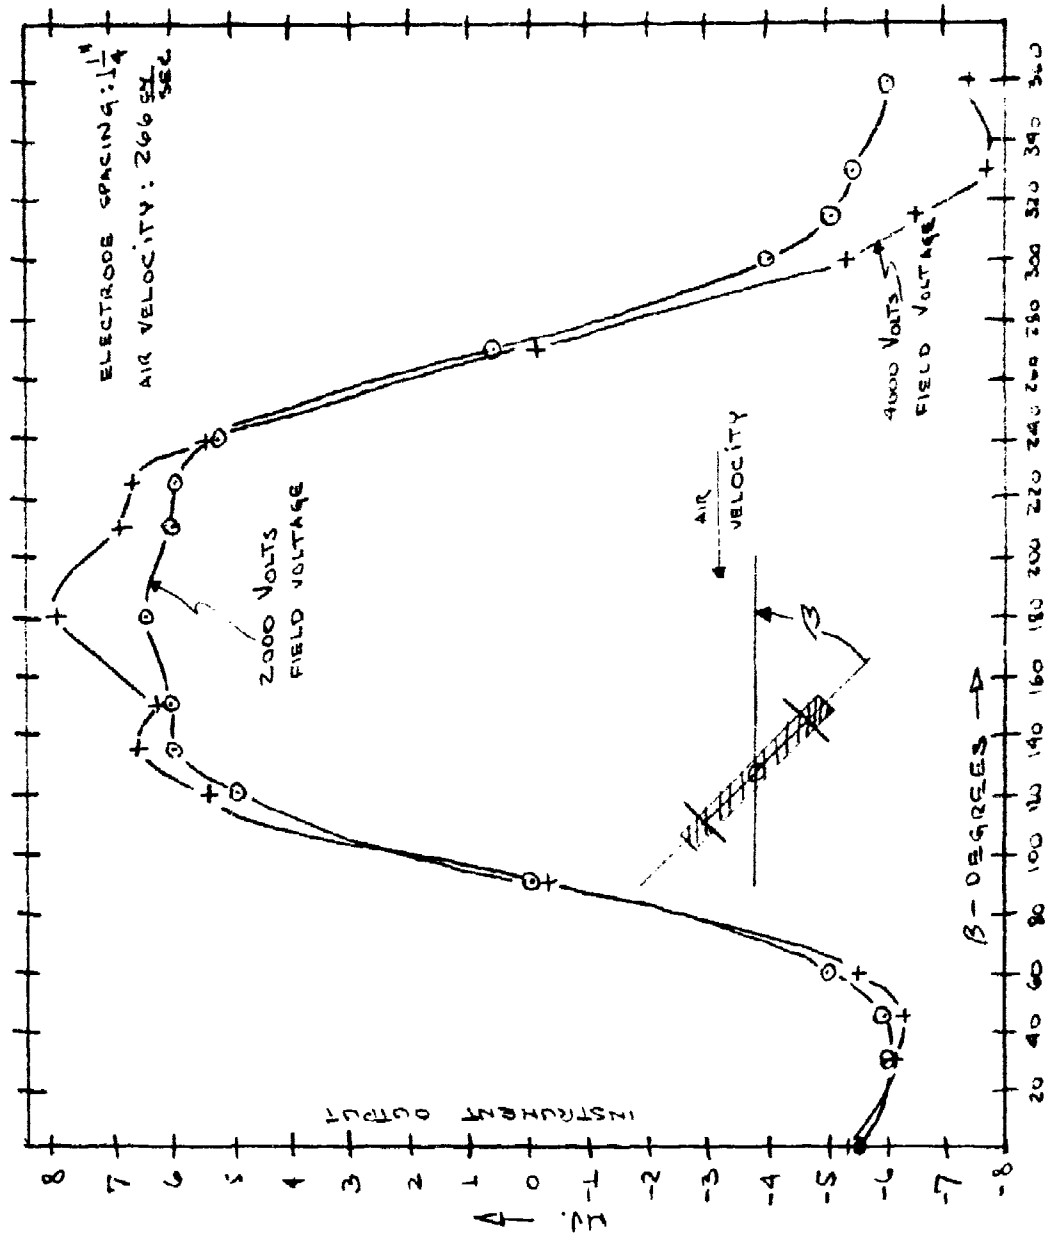 ELECTRODE SPACING: 1 1/4"
AIR VELOCITY: 266 CM/SEC
8
7
6
5
4
3
2
1
0
-1
-2
-3
-4
-5
-6
-7
-8
INSTRUMENT OUTPUT
2000 VOLTS
FIELD VOLTAGE
AIR
VELOCITY
β
4000 VOLTS
FIELD VOLTAGE
20 40 60 80 100 120 140 160 180 200 220 240 260 280 300 320 340 360
β - DEGREES →